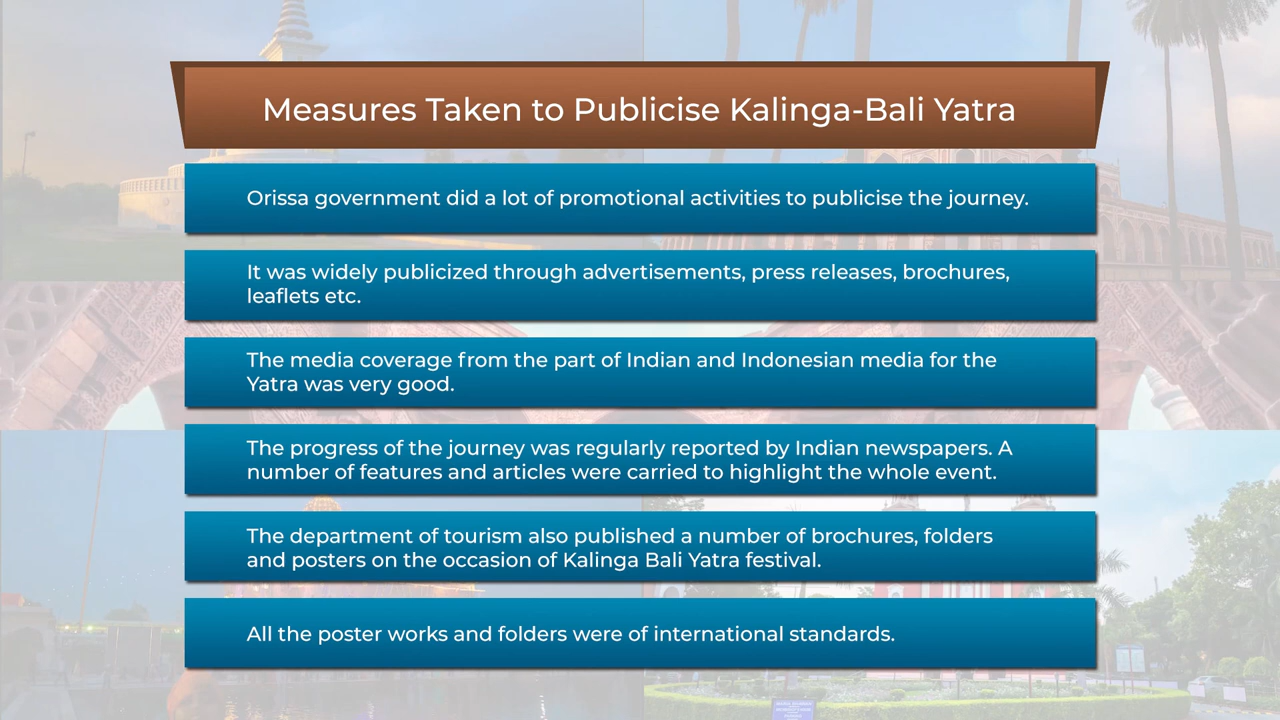 Measures Taken to Publicise Kalinga-Bali Yatra
Orissa government did a lot of promotional activities to publicise the journey.
It was widely publicized through advertisements, press releases, brochures,
leaflets etc.
The media coverage from the part of Indian and Indonesian media for the
Yatra was very good.
The progress of the journey was regularly reported by Indian newspapers. A
number of features and articles were carried to highlight the whole event.
The department of tourism also published a number of brochures, folders
and posters on the occasion of Kalinga Bali Yatra festival.
All the poster works and folders were of international standards.